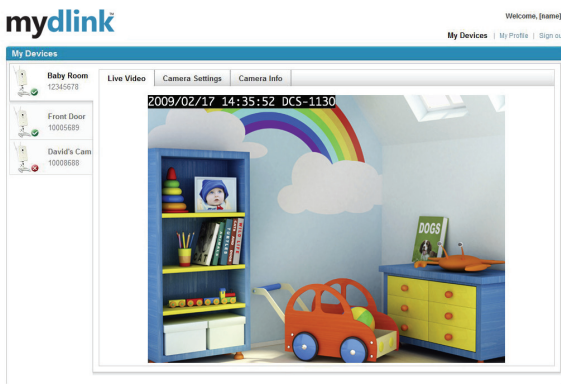 mydlink
Welcome, [name]
My Devices | My Profile | Sign ou
My Devices
Baby Room
12345678
Front Door
10005689
David's Cam
10008688
Live Video
Camera Settings
Camera Info
2009/02/17 14:35:52 DCS-1130
DOGS